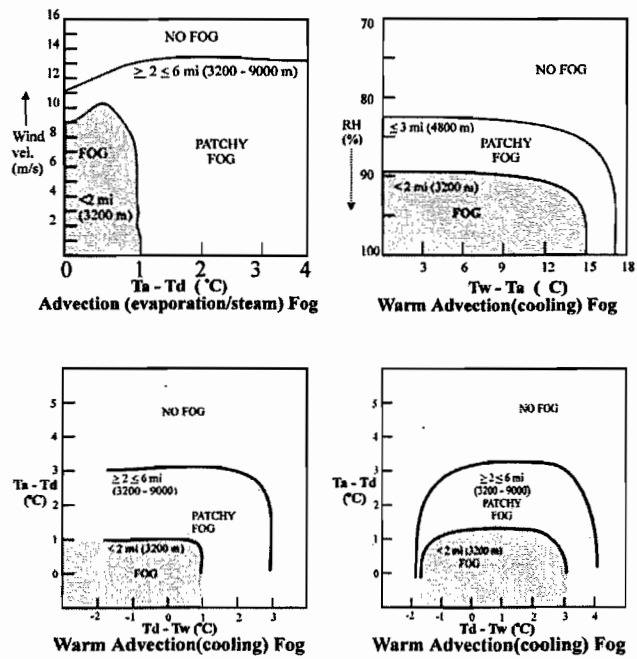 16
14
12
10
8
6
4
2
0
Wind
vel.
(m/s)
NO FOG
≥ 2 ≤ 6 mi (3200 - 9000 m)
FOG
PATCHY
FOG
<2 mi
(3200 m)
0 1 2 3 4
Ta - Td (°C)
Advection (evaporation/steam) Fog
70
80
90
100
RH
(%)
NO FOG
≤ 3 mi (4800 m)
PATCHY
FOG
<2 mi (3200 m)
FOG
3 6 9 12 15 18
Tw - Ta ( C)
Warm Advection(cooling) Fog
5
4
3
2
1
0
Ta - Td
(°C)
NO FOG
≥ 2 ≤ 6 mi
(3200 - 9000)
PATCHY
FOG
< 2 mi (3200 m)
FOG
-2 -1 0 1 2 3
Td - Tw (°C)
Warm Advection(cooling) Fog
5
4
3
2
1
0
Ta - Td
(°C)
NO FOG
≥ 2 ≤ 6 mi
(3200 - 9000)
PATCHY
FOG
< 2 mi (3200 m)
FOG
-2 -1 0 1 2 3 4
Td - Tw (°C)
Warm Advection(cooling) Fog